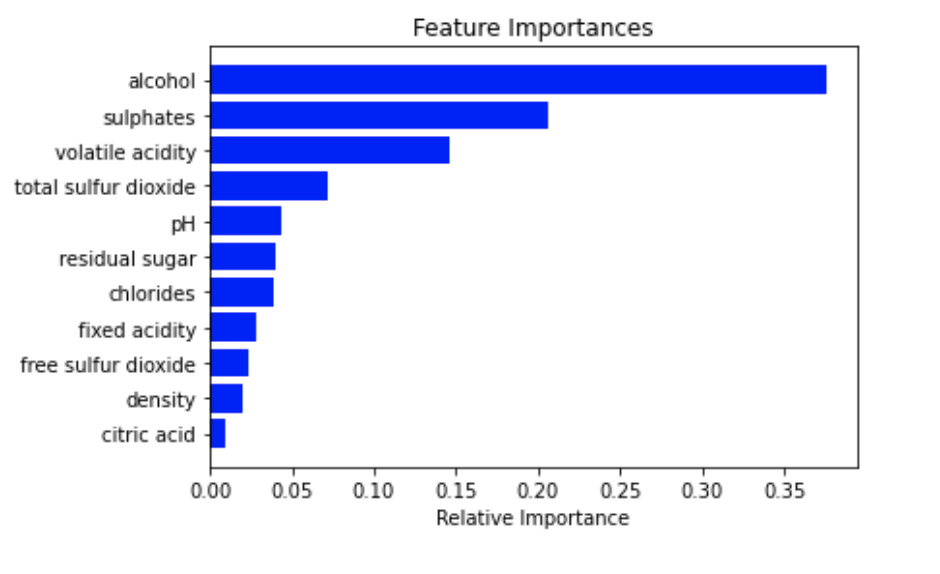 Feature Importances
alcohol
sulphates
volatile acidity
total sulfur dioxide
pH
residual sugar
chlorides
fixed acidity
free sulfur dioxide
density
citric acid
0.00 0.05 0.10 0.15 0.20 0.25 0.30 0.35
Relative Importance